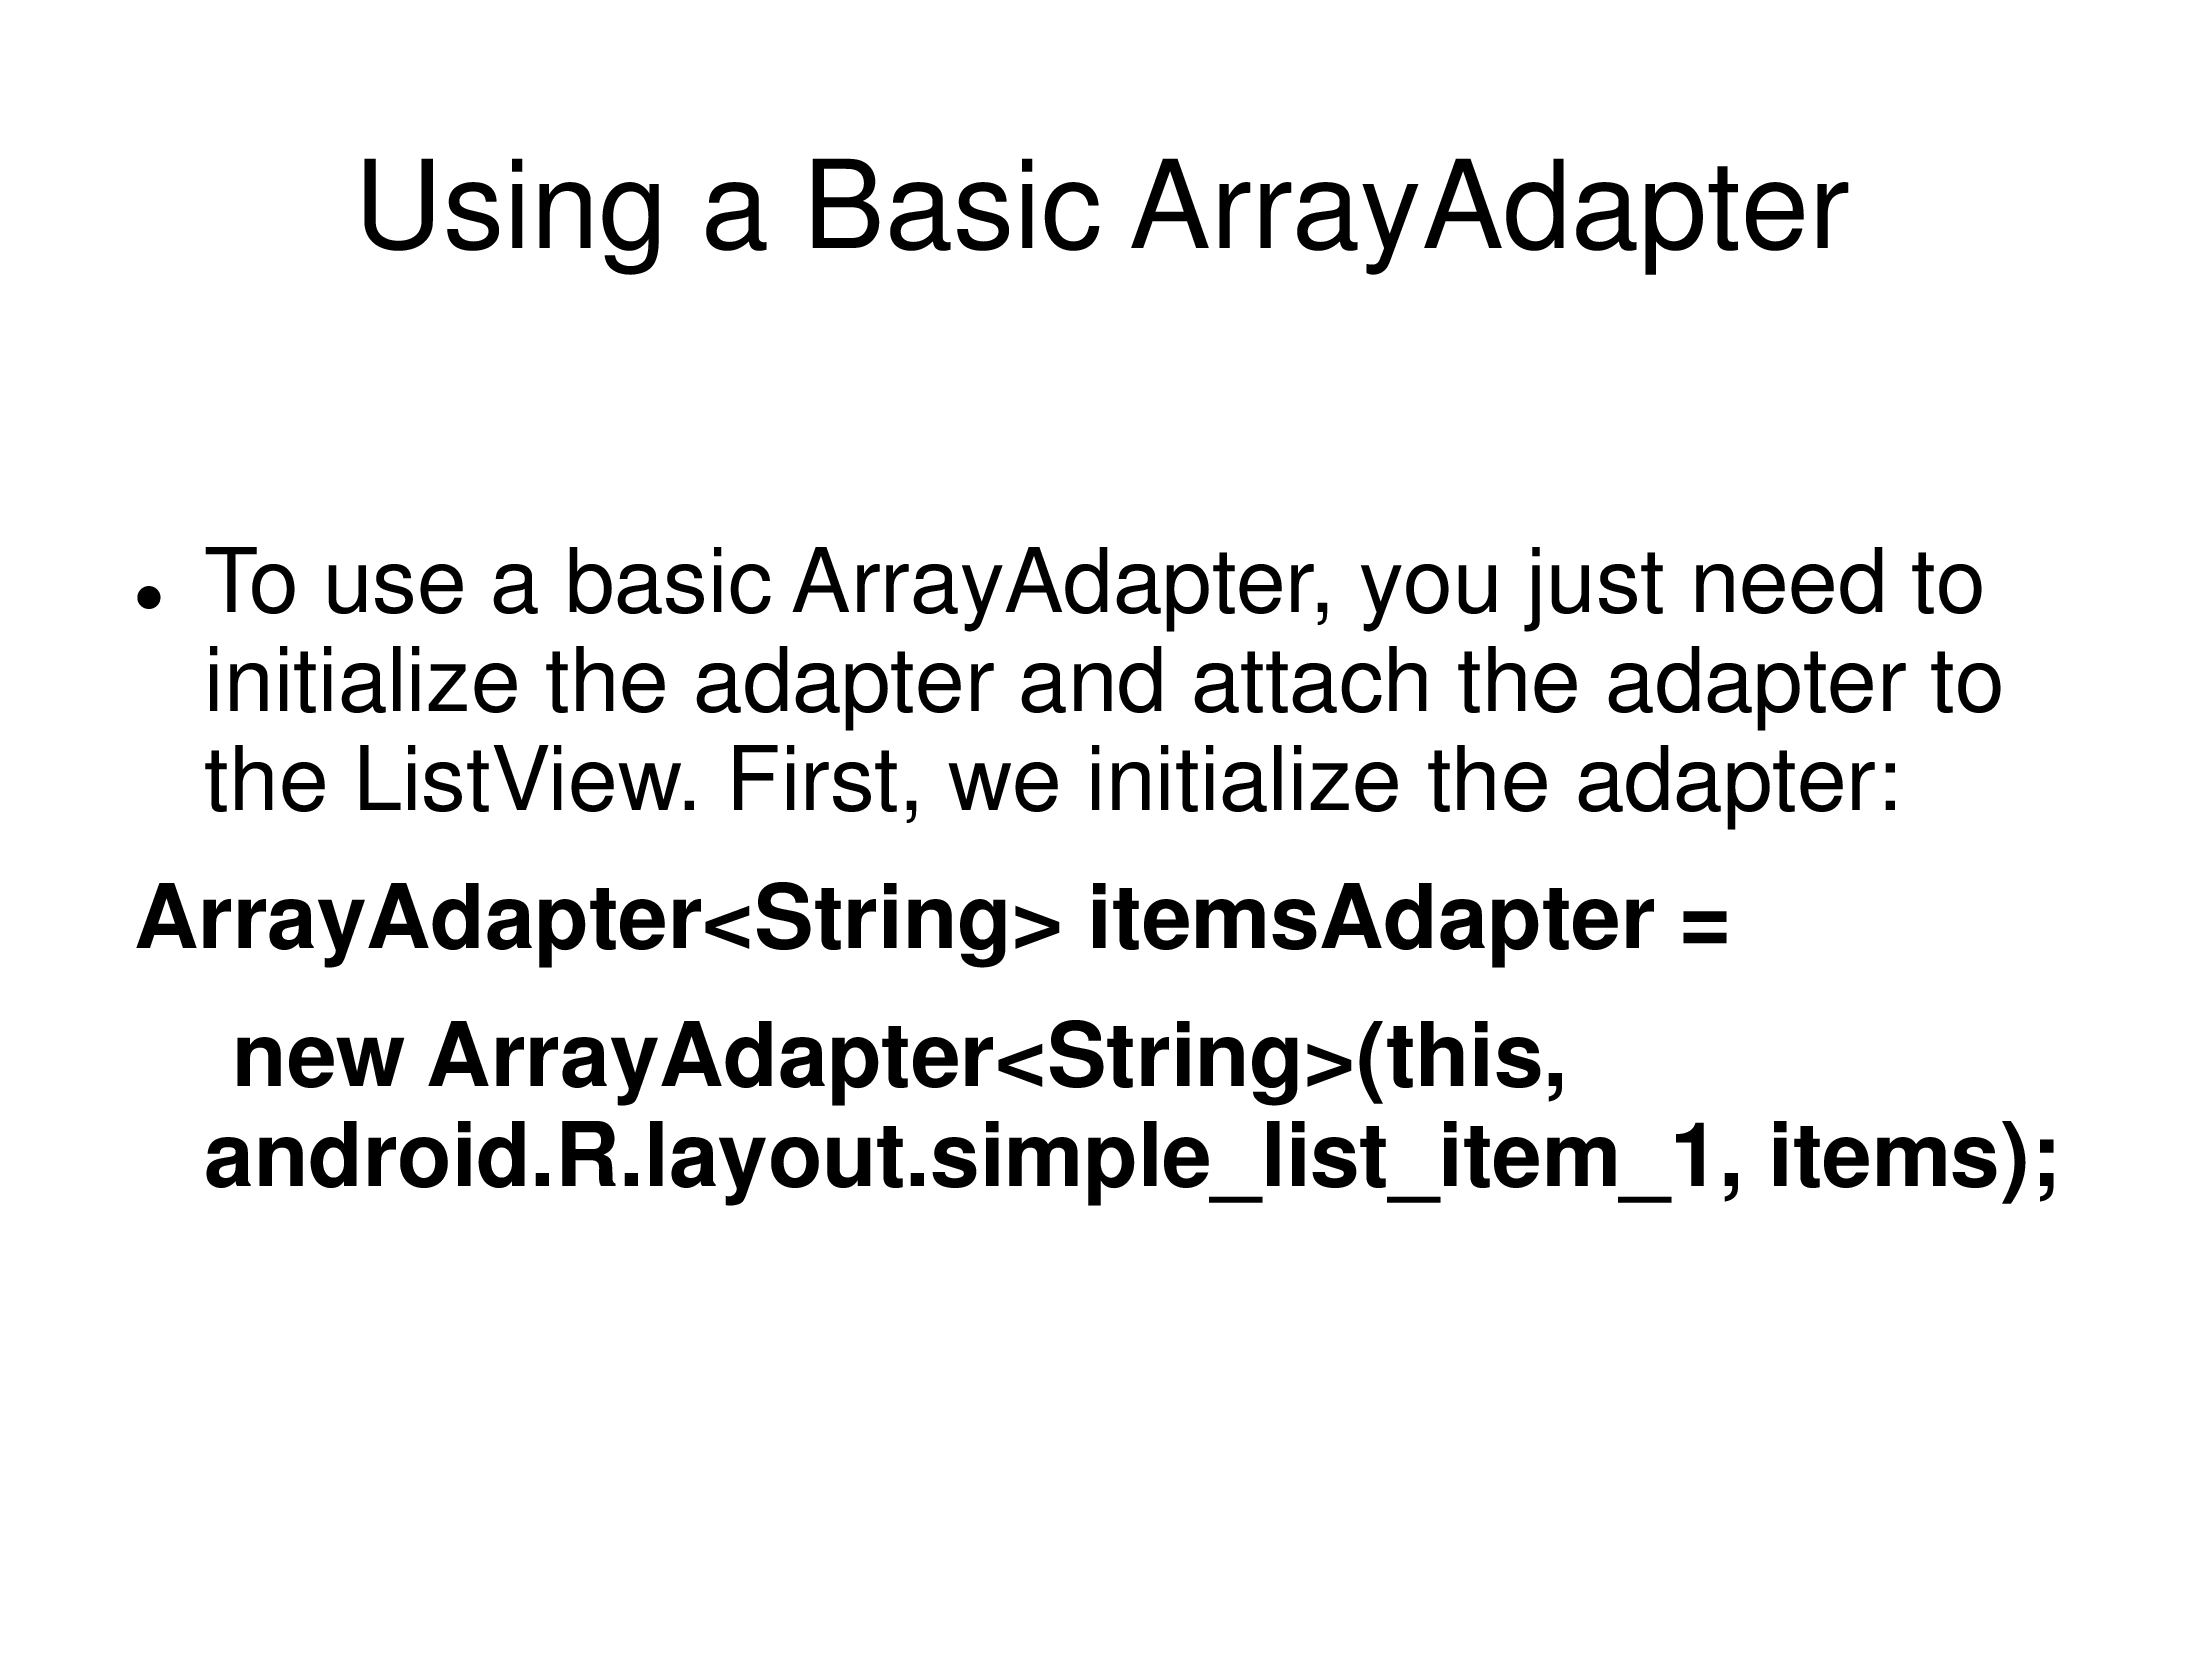 Using a Basic ArrayAdapter
• To use a basic ArrayAdapter, you just need to
initialize the adapter and attach the adapter to
the ListView. First, we initialize the adapter:
ArrayAdapter<String> itemsAdapter =
new ArrayAdapter<String>(this,
android.R.layout.simple_list_item_1, items);